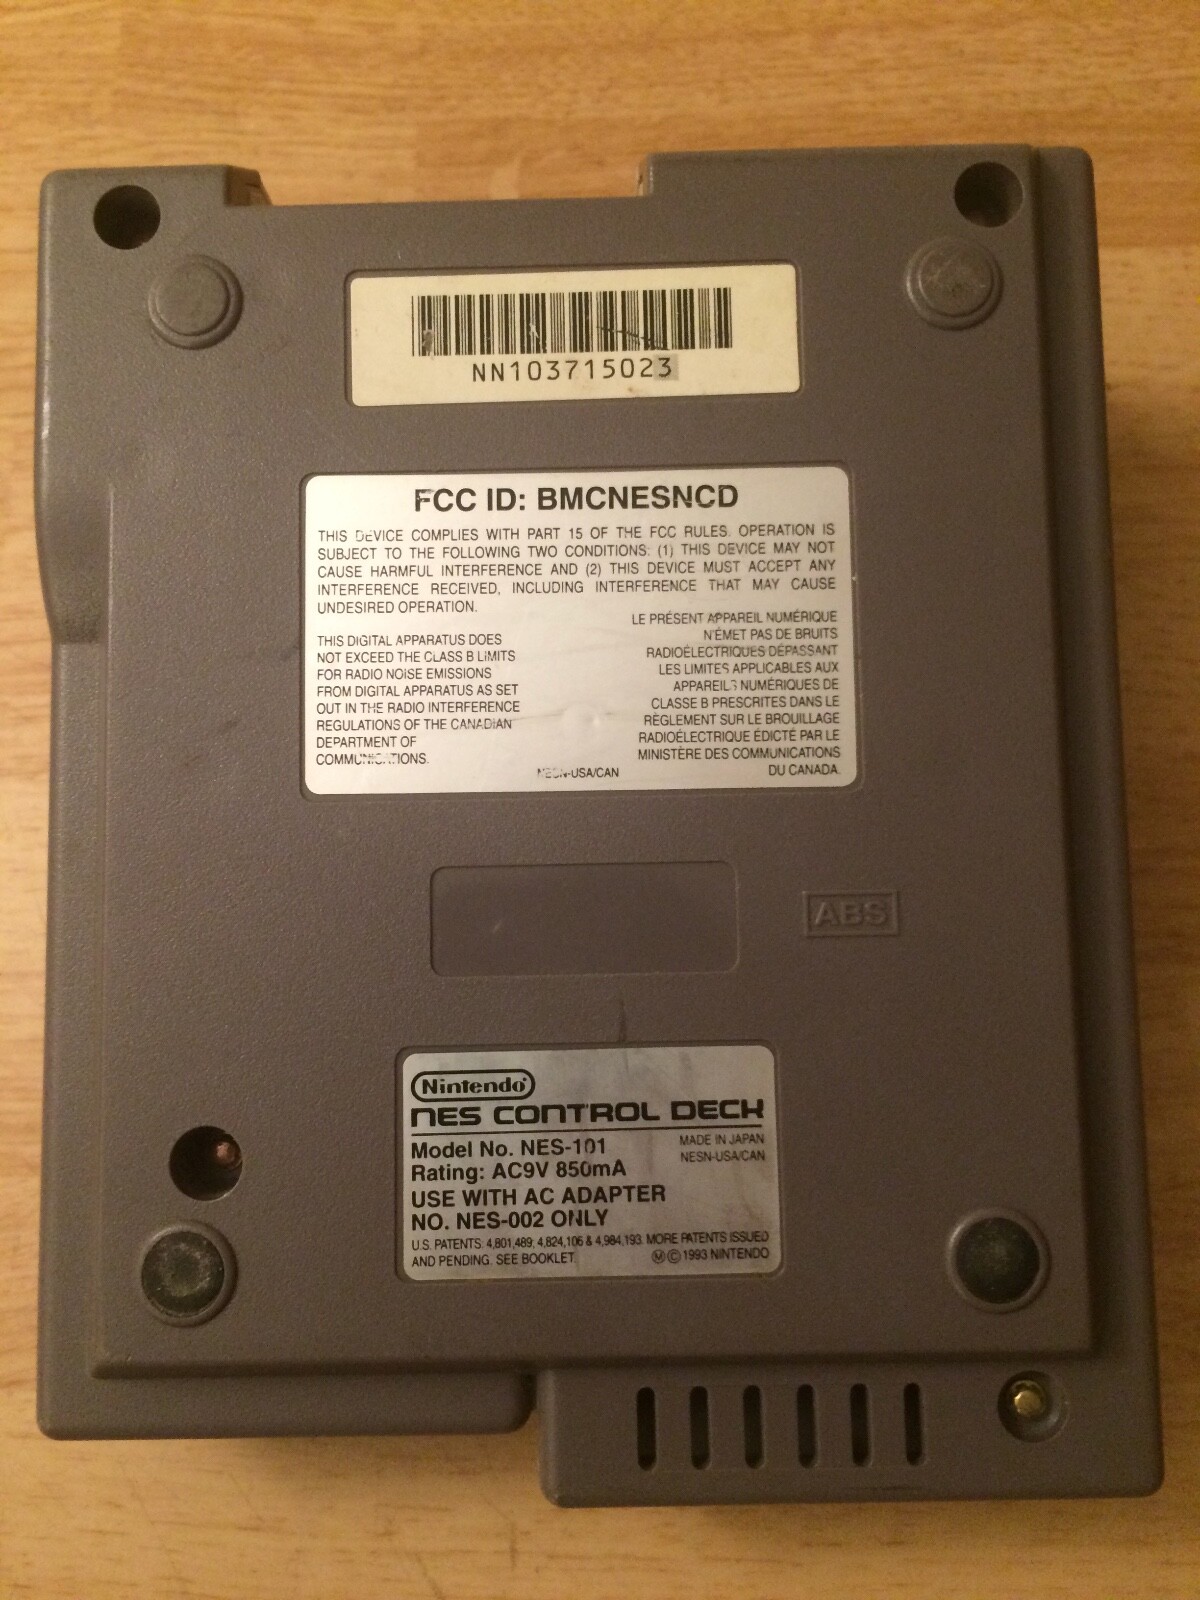 NN103715023
FCC ID: BMCNESNCD
THIS DEVICE COMPLIES WITH PART 15 OF THE FCC RULES. OPERATION IS
SUBJECT TO THE FOLLOWING TWO CONDITIONS: (1) THIS DEVICE MAY NOT
CAUSE HARMFUL INTERFERENCE AND (2) THIS DEVICE MUST ACCEPT ANY
INTERFERENCE RECEIVED, INCLUDING INTERFERENCE THAT MAY CAUSE
UNDESIRED OPERATION.
THIS DIGITAL APPARATUS DOES
NOT EXCEED THE CLASS B LIMITS
FOR RADIO NOISE EMISSIONS
FROM DIGITAL APPARATUS AS SET
OUT IN THE RADIO INTERFERENCE
REGULATIONS OF THE CANADIAN
DEPARTMENT OF
COMMUNICATIONS.
LE PRÉSENT APPAREIL NUMÉRIQUE
N'ÉMET PAS DE BRUITS
RADIOÉLECTRIQUES DÉPASSANT
LES LIMITES APPLICABLES AUX
APPAREILS NUMÉRIQUES DE
CLASSE B PRESCRITES DANS LE
RÈGLEMENT SUR LE BROUILLAGE
RADIOÉLECTRIQUE ÉDICTÉ PAR LE
MINISTÈRE DES COMMUNICATIONS
DU CANADA.
NESN-USA/CAN
ABS
Nintendo®
NES CONTROL DECK
Model No. NES-101
Rating: AC9V 850mA
MADE IN JAPAN
NESN-USA/CAN
USE WITH AC ADAPTER
NO. NES-002 ONLY
U.S. PATENTS: 4,801,489; 4,824,106 & 4,984,193. MORE PATENTS ISSUED
AND PENDING. SEE BOOKLET. Ⓜ©1993 NINTENDO